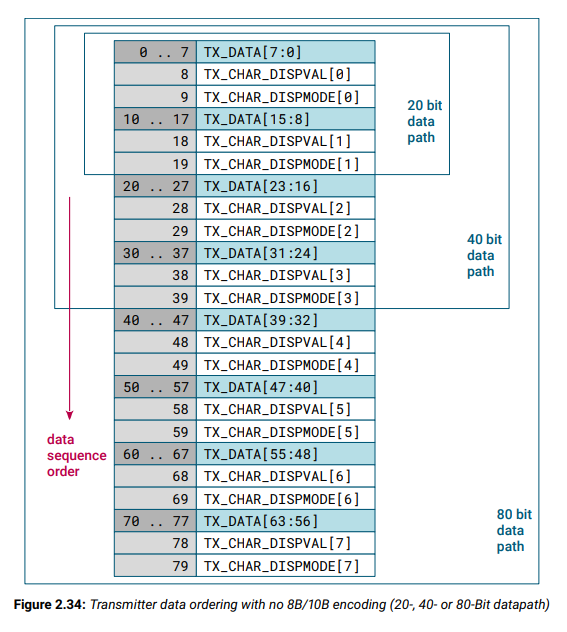 0 .. 7 TX_DATA[7:0]
8 TX_CHAR_DISPVAL[0]
9 TX_CHAR_DISPMODE[0]
10 .. 17 TX_DATA[15:8]
18 TX_CHAR_DISPVAL[1]
19 TX_CHAR_DISPMODE[1]
20 bit
data
path
20 .. 27 TX_DATA[23:16]
28 TX_CHAR_DISPVAL[2]
29 TX_CHAR_DISPMODE[2]
30 .. 37 TX_DATA[31:24]
38 TX_CHAR_DISPVAL[3]
39 TX_CHAR_DISPMODE[3]
40 bit
data
path
40 .. 47 TX_DATA[39:32]
48 TX_CHAR_DISPVAL[4]
49 TX_CHAR_DISPMODE[4]
50 .. 57 TX_DATA[47:40]
58 TX_CHAR_DISPVAL[5]
59 TX_CHAR_DISPMODE[5]
60 .. 67 TX_DATA[55:48]
68 TX_CHAR_DISPVAL[6]
69 TX_CHAR_DISPMODE[6]
70 .. 77 TX_DATA[63:56]
78 TX_CHAR_DISPVAL[7]
79 TX_CHAR_DISPMODE[7]
data
sequence
order
80 bit
data
path
Figure 2.34: Transmitter data ordering with no 8B/10B encoding (20-, 40- or 80-Bit datapath)